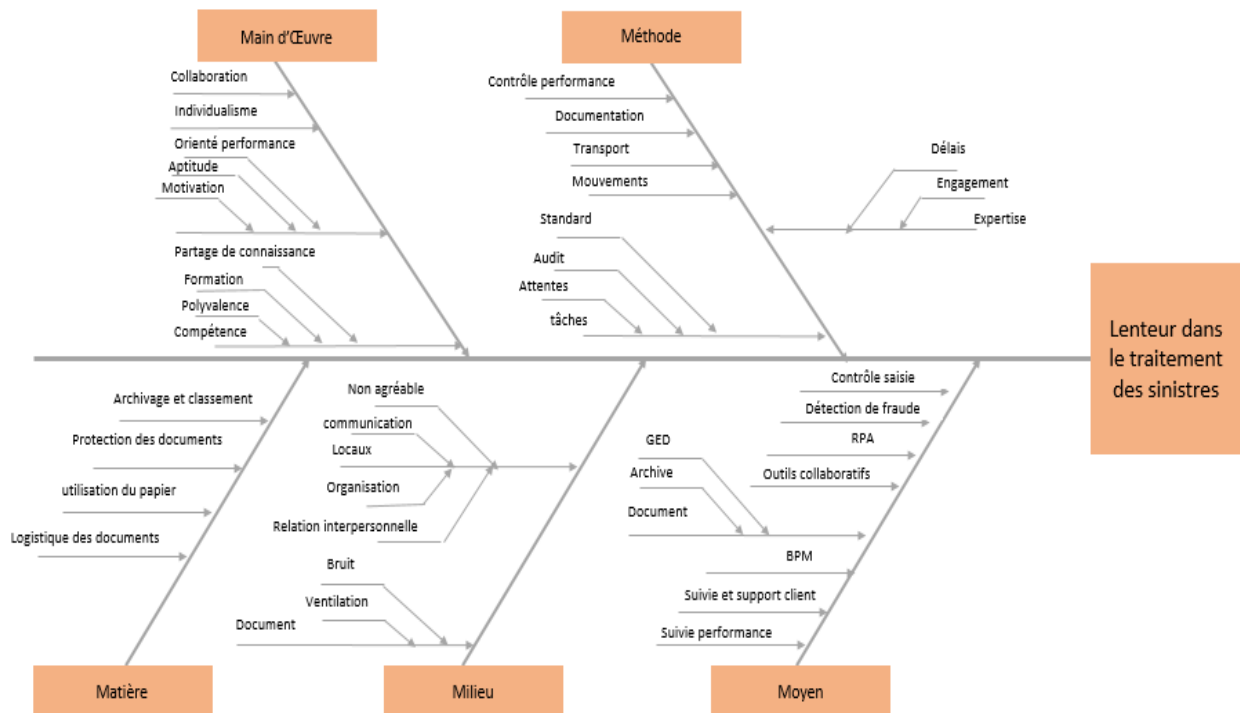 Main d'Œuvre
Méthode
Collaboration
Individualisme
Orienté performance
Aptitude
Motivation
Partage de connaissance
Formation
Polyvalence
Compétence
Contrôle performance
Documentation
Transport
Mouvements
Standard
Audit
Attentes
tâches
Délais
Engagement
Expertise
Lenteur dans
le traitement
des sinistres
Archivage et classement
Protection des documents
utilisation du papier
Logistique des documents
Non agréable
communication
Locaux
Organisation
Relation interpersonnelle
Bruit
Ventilation
Document
Contrôle saisie
Détection de fraude
RPA
Outils collaboratifs
GED
Archive
Document
BPM
Suivie et support client
Suivie performance
Matière
Milieu
Moyen